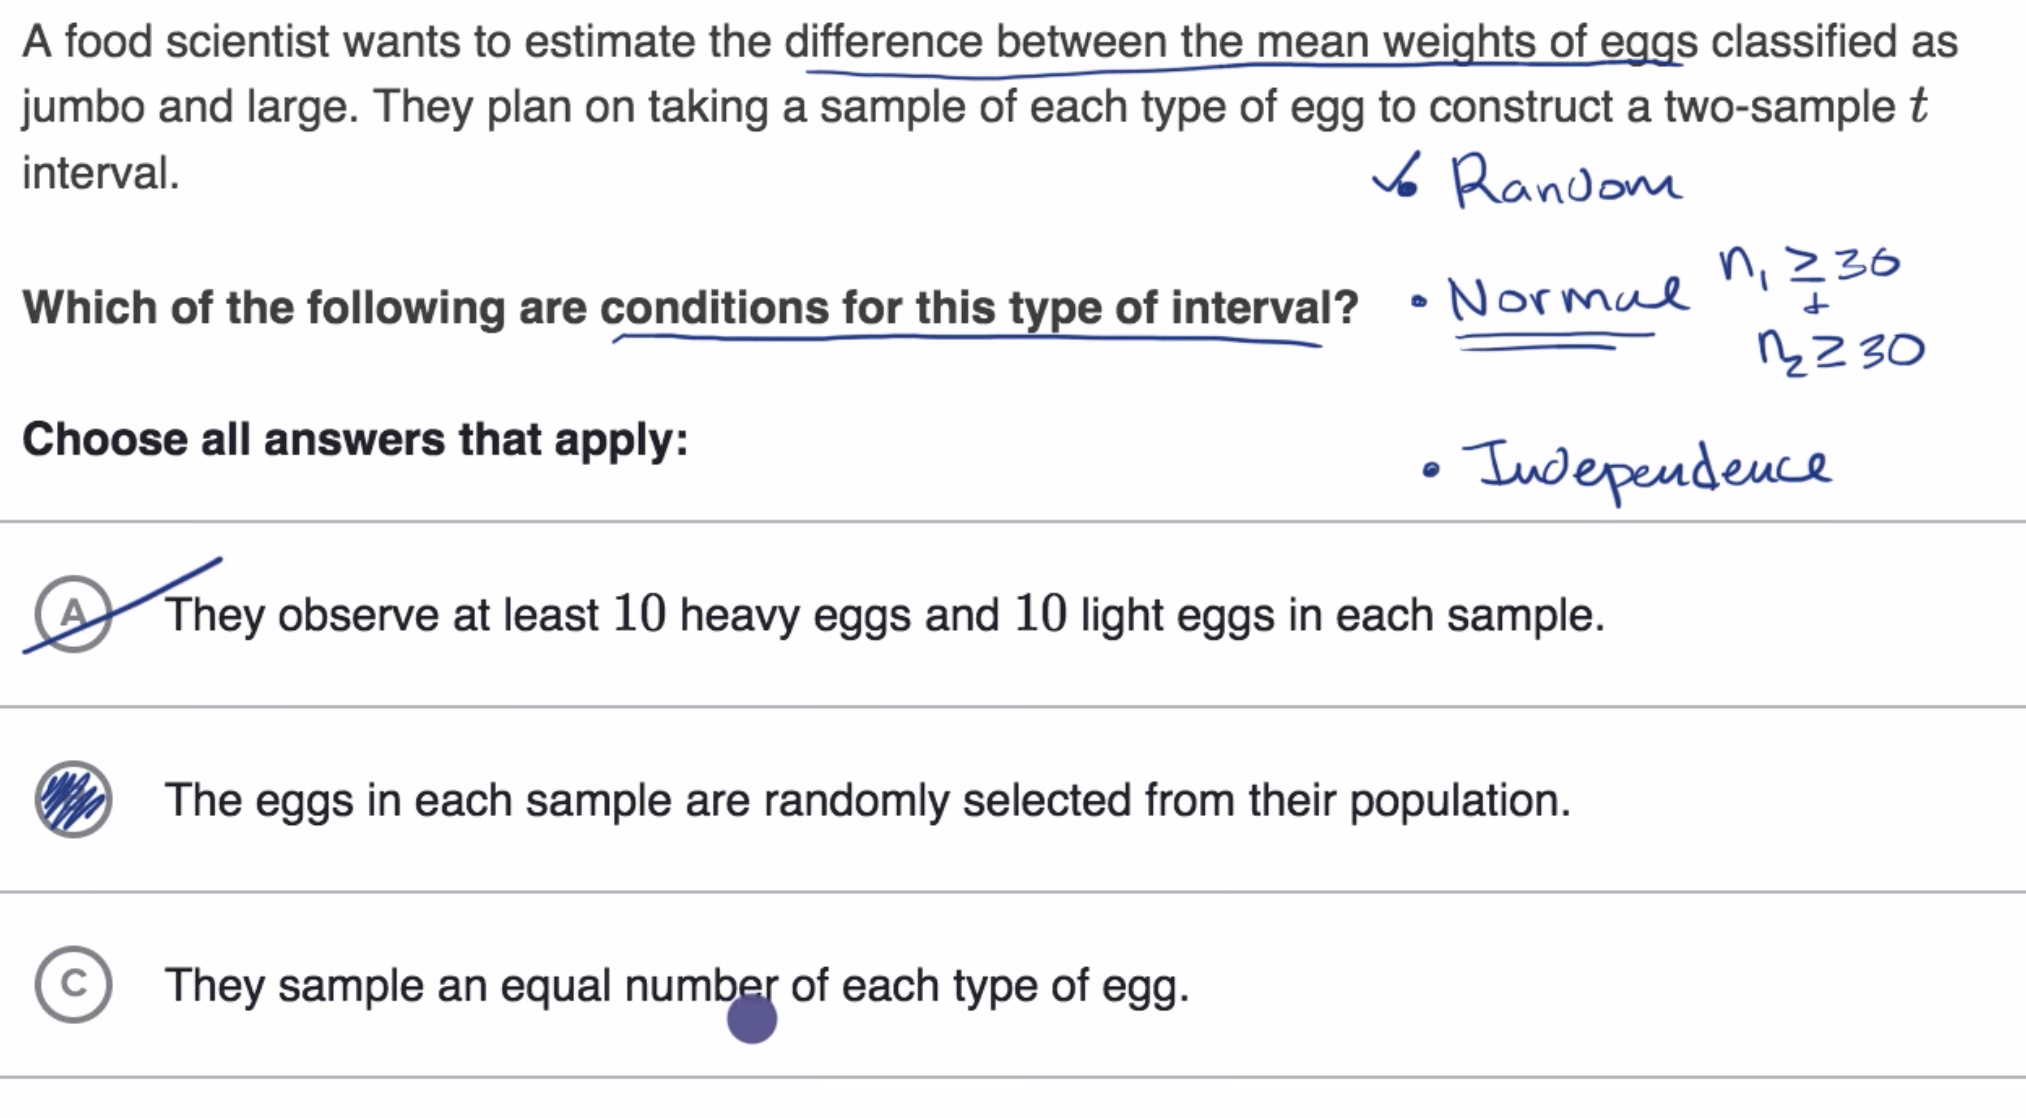 A food scientist wants to estimate the difference between the mean weights of eggs classified as
jumbo and large. They plan on taking a sample of each type of egg to construct a two-sample t
interval.
Random
Which of the following are conditions for this type of interval?
Normal n₁ ≥ 30
+
n₂ ≥ 30
Choose all answers that apply:
Independence
A They observe at least 10 heavy eggs and 10 light eggs in each sample.
The eggs in each sample are randomly selected from their population.
C They sample an equal number of each type of egg.